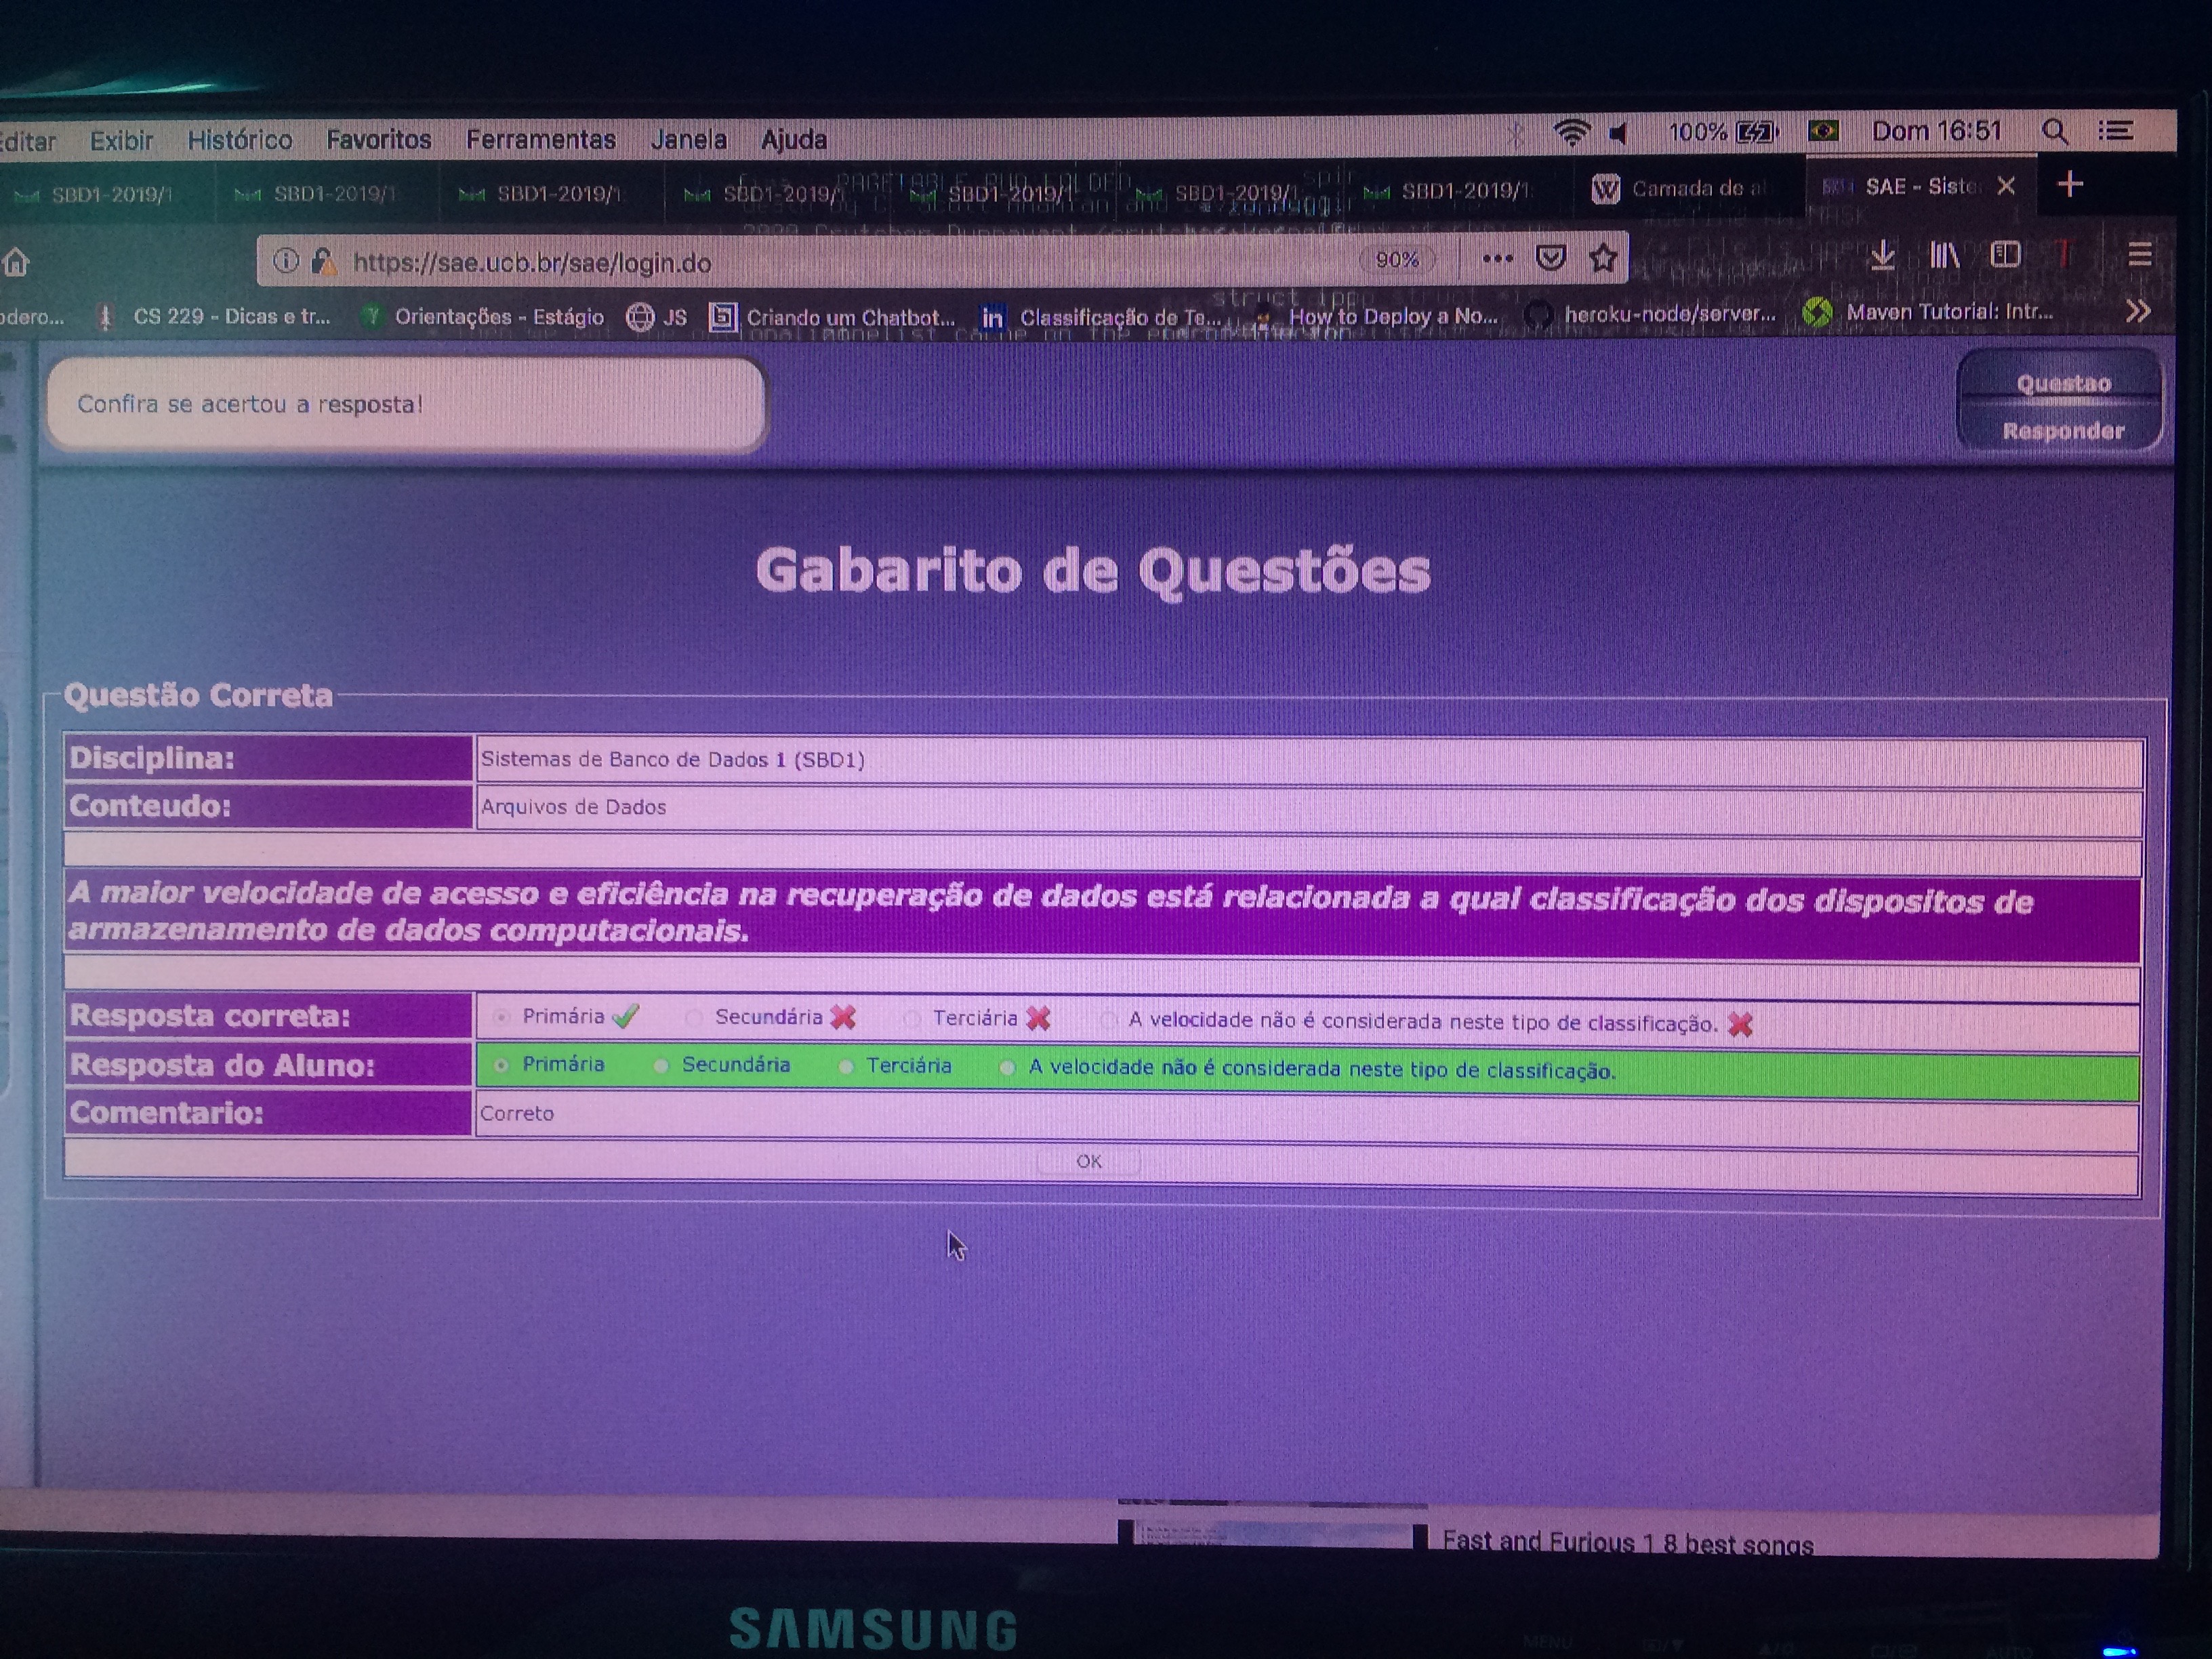 Editar Exibir Histórico Favoritos Ferramentas Janela Ajuda 100% Dom 16:51
SBD1-2019/1 SBD1-2019/1 SBD1-2019/1 SBD1-2019/1 SBD1-2019/1 SBD1-2019/1 SBD1-2019/1 Camada de a SAE - Siste
https://sae.ucb.br/sae/login.do 90%
odero... CS 229 - Dicas e tr... Orientações - Estágio JS Criando um Chatbot... Classificação de Te... How to Deploy a No... heroku-node/server... Maven Tutorial: Intr...
Confira se acertou a resposta!
Questao
Responder
Gabarito de Questões
Questão Correta
Disciplina: Sistemas de Banco de Dados 1 (SBD1)
Conteudo: Arquivos de Dados
A maior velocidade de acesso e eficiência na recuperação de dados está relacionada a qual classificação dos dispositos de
armazenamento de dados computacionais.
Resposta correta: Primária Secundária Terciária A velocidade não é considerada neste tipo de classificação.
Resposta do Aluno: Primária Secundária Terciária A velocidade não é considerada neste tipo de classificação.
Comentario: Correto
OK
Fast and Furious 1 8 best songs
SAMSUNG
MENU
AUTO